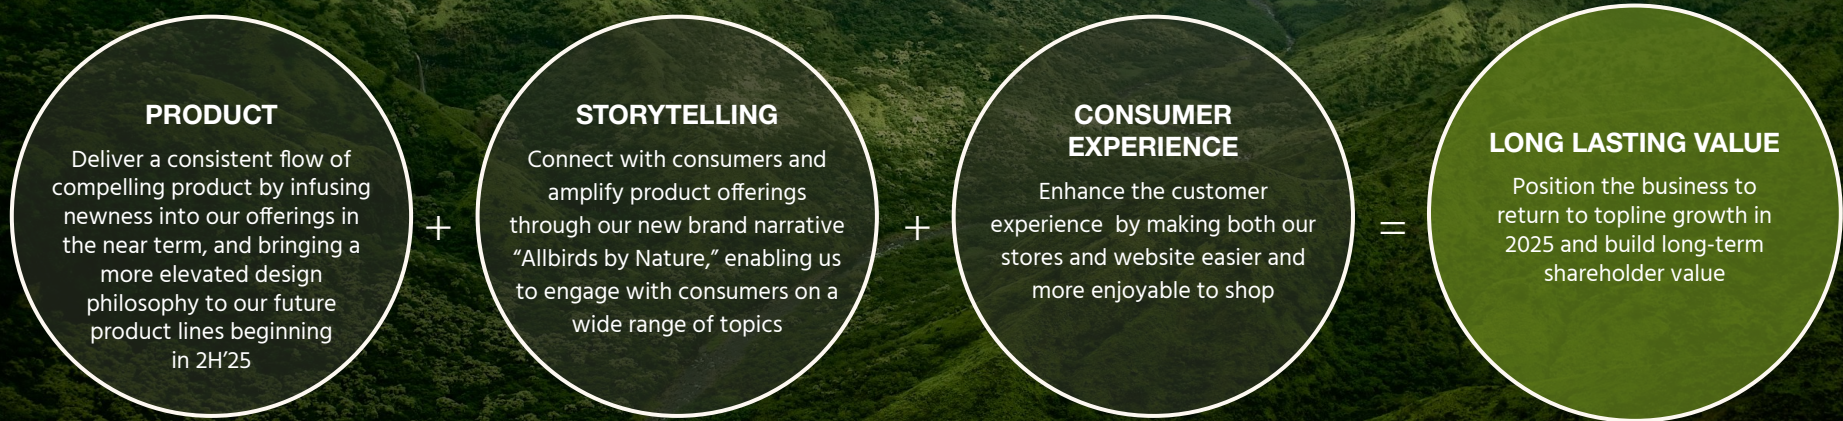 PRODUCT
Deliver a consistent flow of
compelling product by infusing
newness into our offerings in
the near term, and bringing a
more elevated design
philosophy to our future
product lines beginning
in 2H’25
+
STORYTELLING
Connect with consumers and
amplify product offerings
through our new brand narrative
“Allbirds by Nature,” enabling us
to engage with consumers on a
wide range of topics
+
CONSUMER
EXPERIENCE
Enhance the customer
experience  by making both our
stores and website easier and
more enjoyable to shop
=
LONG LASTING VALUE
Position the business to
return to topline growth in
2025 and build long-term
shareholder value